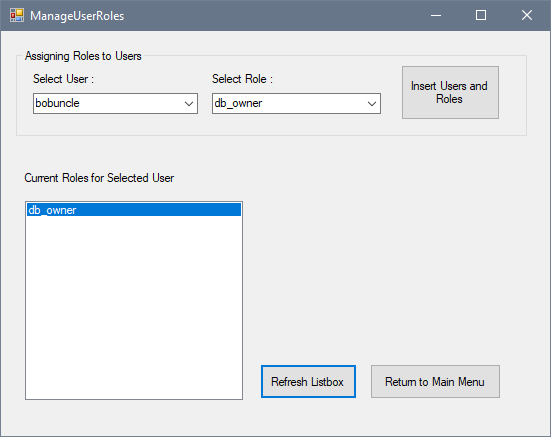 ManageUserRoles
Assigning Roles to Users
Select User :
Select Role :
bobuncle
db_owner
Insert Users and
Roles
Current Roles for Selected User
db_owner
Refresh Listbox
Return to Main Menu